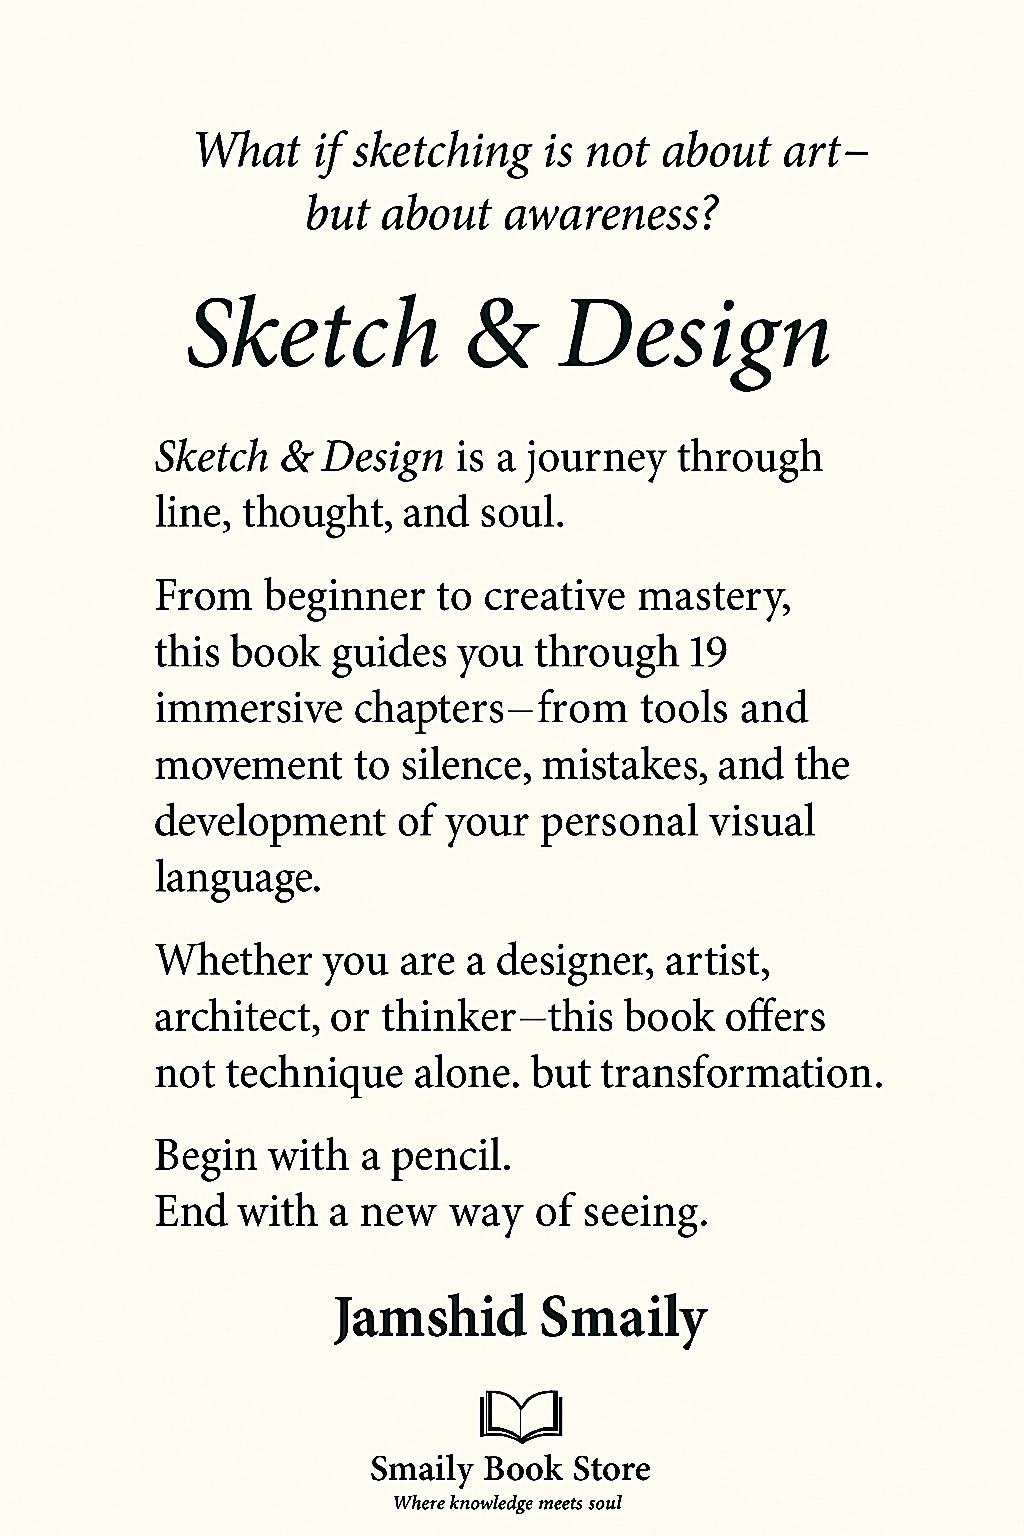 What if sketching is not about art–
but about awareness?
Sketch & Design
Sketch & Design is a journey through
line, thought, and soul.
From beginner to creative mastery,
this book guides you through 19
immersive chapters–from tools and
movement to silence, mistakes, and the
development of your personal visual
language.
Whether you are a designer, artist,
architect, or thinker—this book offers
not technique alone. but transformation.
Begin with a pencil.
End with a new way of seeing.
Jamshid Smaily
Smaily Book Store
Where knowledge meets soul